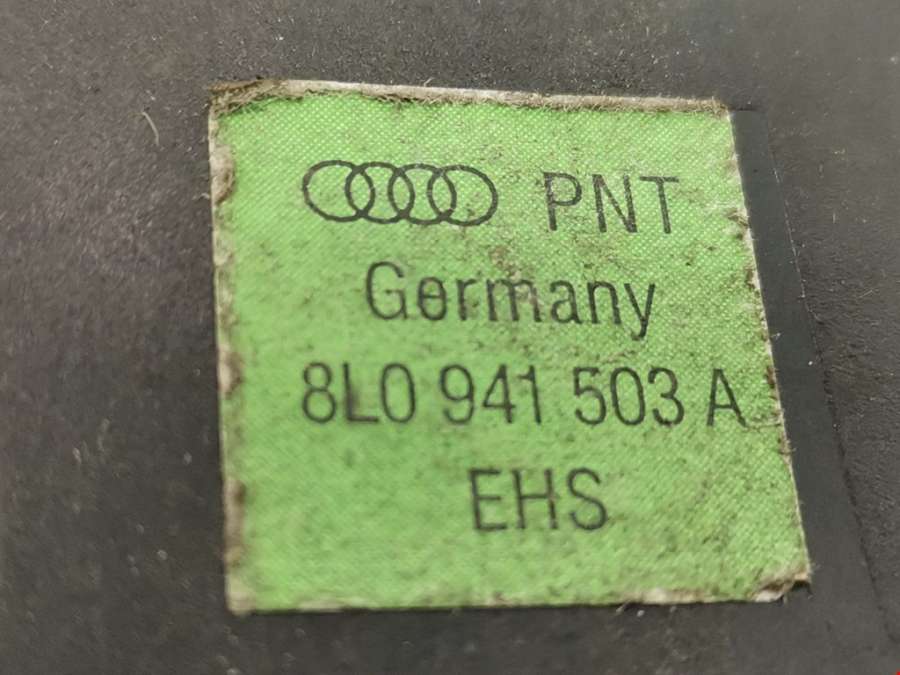 PNT
Germany
8L0 941 503 A
EHS